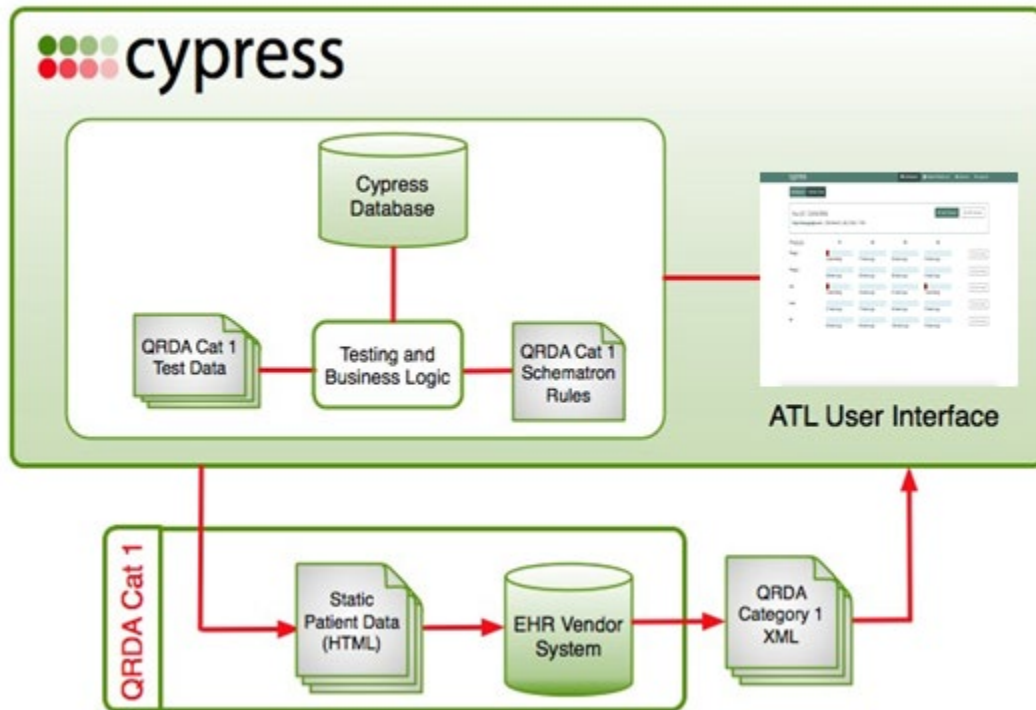 cypress
Cypress
Database
QRDA Cat 1
Test Data
Testing and
Business Logic
QRDA Cat 1
Schematron
Rules
ATL User Interface
QRDA Cat 1
Static
Patient Data
(HTML)
EHR Vendor
System
QRDA
Category 1
XML